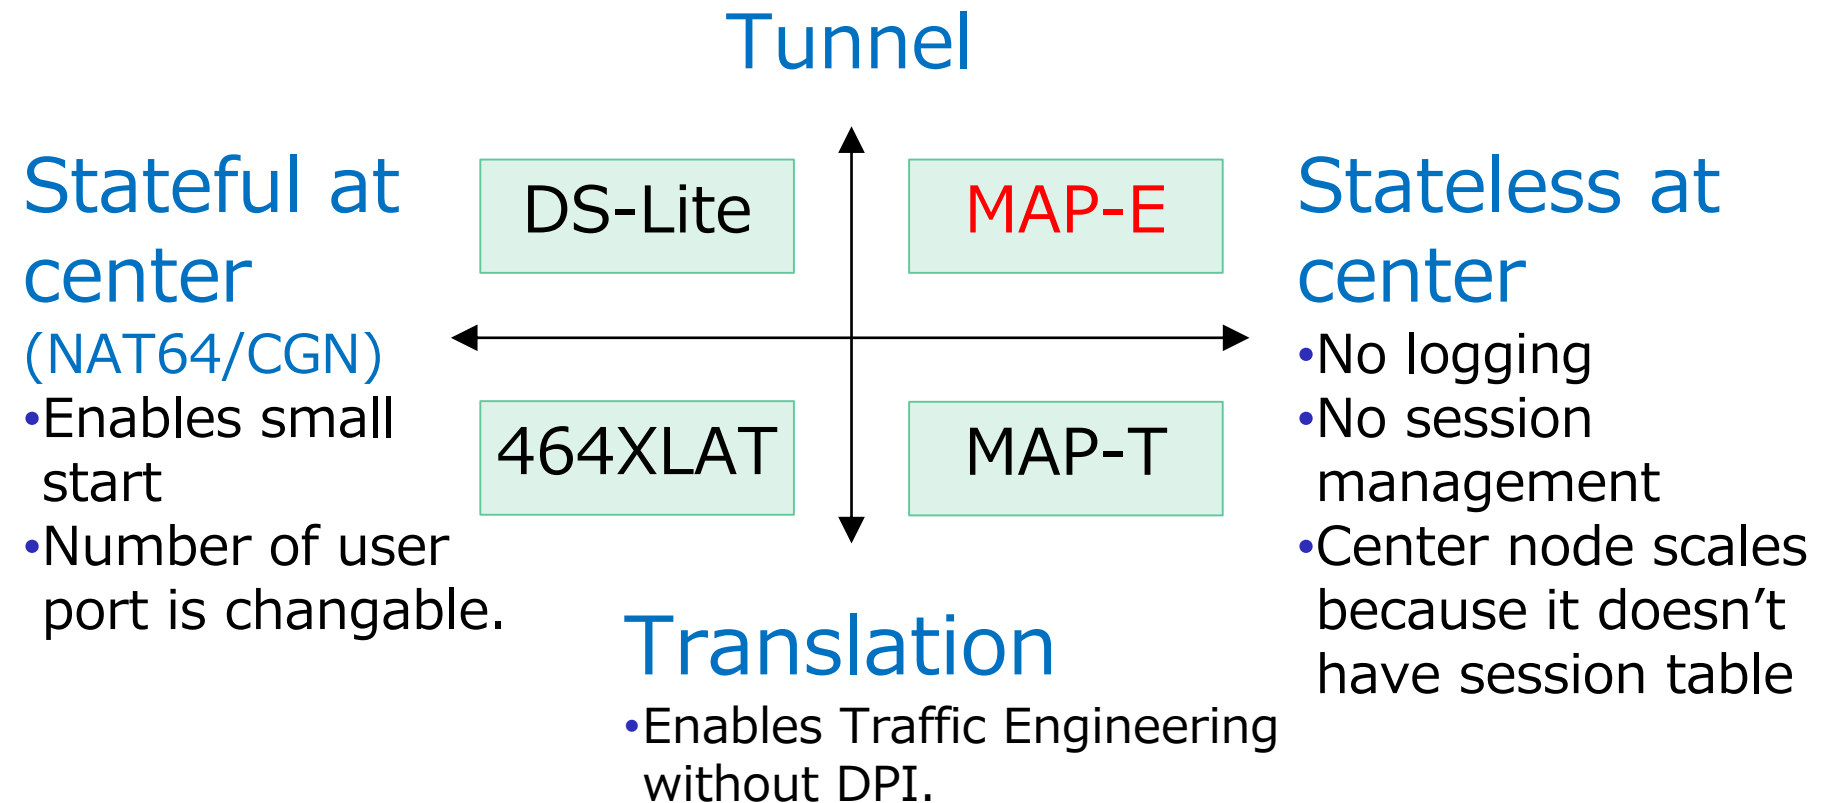 Tunnel
Stateful at
center
(NAT64/CGN)
•Enables small
start
•Number of user
port is changable.
DS-Lite
MAP-E
464XLAT
MAP-T
Stateless at
center
•No logging
•No session
management
•Center node scales
because it doesn’t
have session table
Translation
•Enables Traffic Engineering
without DPI.